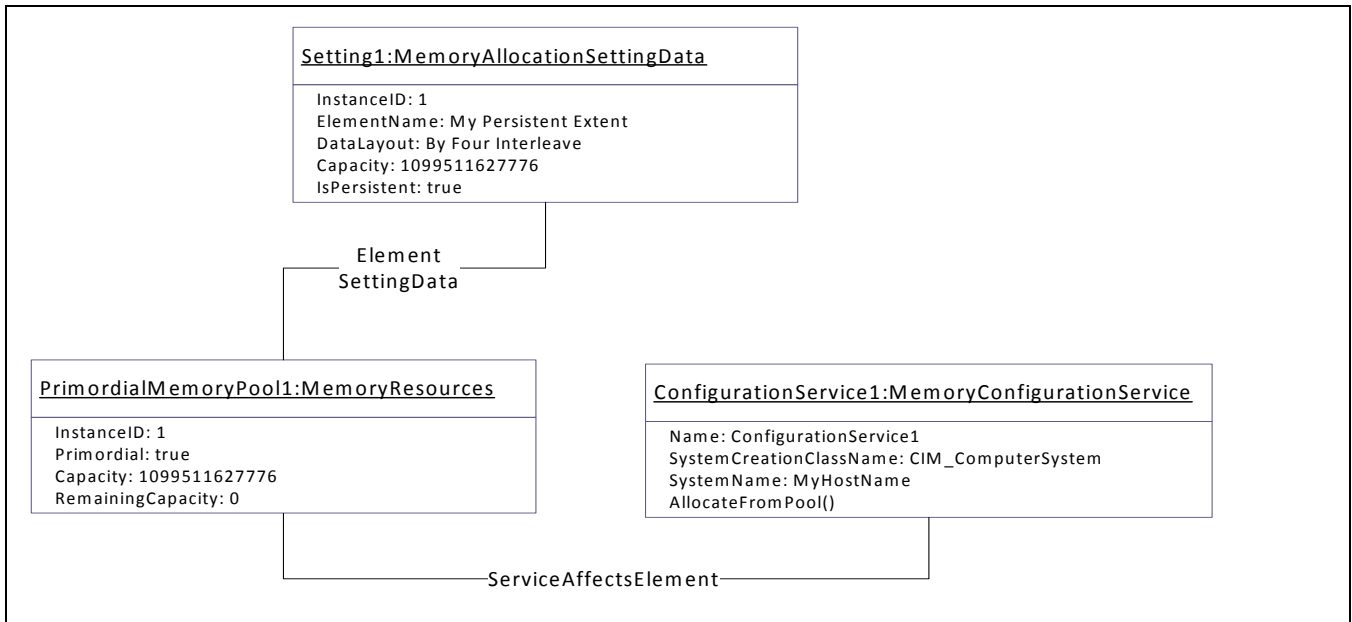 Setting1:MemoryAllocationSettingData
InstanceID: 1
ElementName: My Persistent Extent
DataLayout: By Four Interleave
Capacity: 1099511627776
IsPersistent: true
Element
SettingData
PrimordialMemoryPool1:MemoryResources
InstanceID: 1
Primordial: true
Capacity: 1099511627776
RemainingCapacity: 0
ConfigurationService1:MemoryConfigurationService
Name: ConfigurationService1
SystemCreationClassName: CIM_ComputerSystem
SystemName: MyHostName
AllocateFromPool()
ServiceAffectsElement